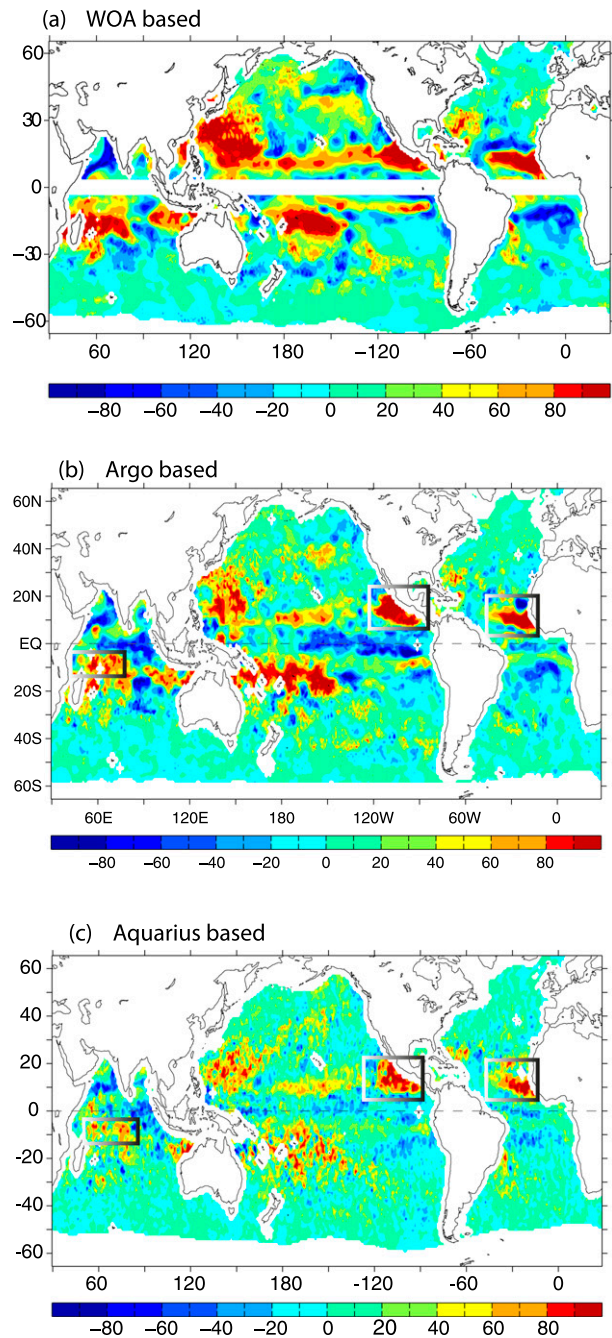 (a) WOA based
60
30
0
−30
−60
60 120 180 −120 −60 0
−80 −60 −40 −20 0 20 40 60 80
(b) Argo based
60N
40N
20N
EQ
20S
40S
60S
60E 120E 180 120W 60W 0
−80 −60 −40 −20 0 20 40 60 80
(c) Aquarius based
60
40
20
0
-20
-40
-60
60 120 180 -120 -60 0
−80 −60 −40 −20 0 20 40 60 80